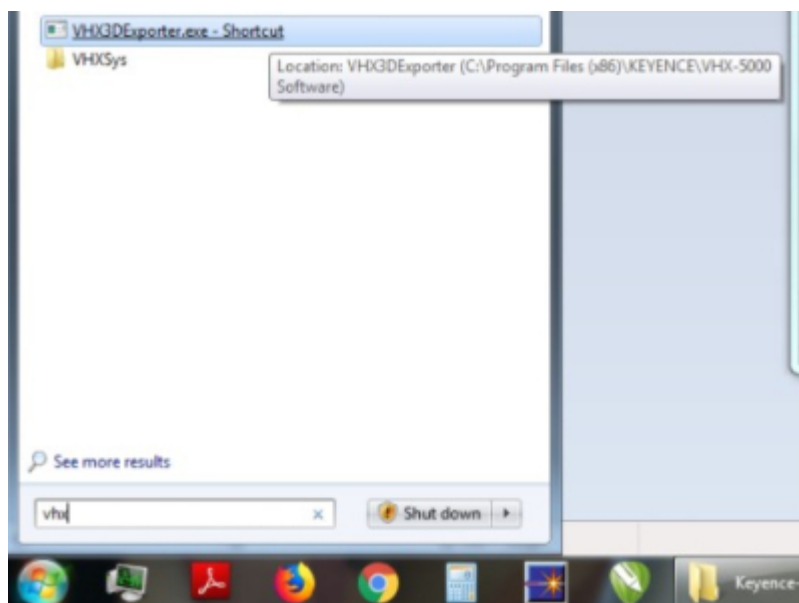 VHX3DExporter.exe - Shortcut
VHXSys
Location: VHX3DExporter (C:\Program Files (x86)\KEYENCE\VHX-5000
Software)
See more results
vhx
Shut down
Keyence-